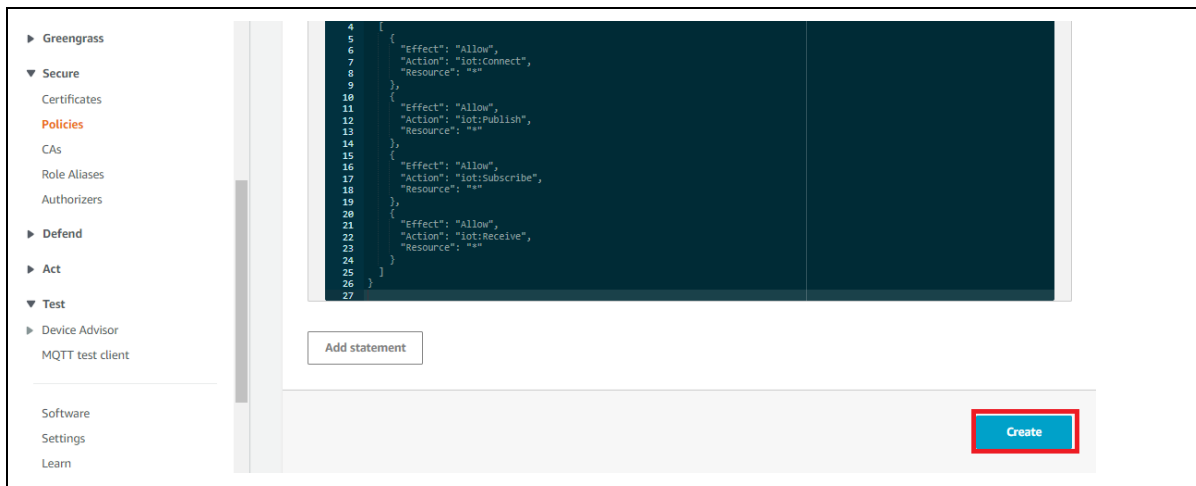 Greengrass
Secure
Certificates
Policies
CAs
Role Aliases
Authorizers
Defend
Act
Test
Device Advisor
MQTT test client
Software
Settings
Learn
4 [
5 {
6 "Effect": "Allow",
7 "Action": "iot:Connect",
8 "Resource": "*"
9 },
10 {
11 "Effect": "Allow",
12 "Action": "iot:Publish",
13 "Resource": "*"
14 },
15 {
16 "Effect": "Allow",
17 "Action": "iot:Subscribe",
18 "Resource": "*"
19 },
20 {
21 "Effect": "Allow",
22 "Action": "iot:Receive",
23 "Resource": "*"
24 }
25 ]
26 }
27
Add statement
Create